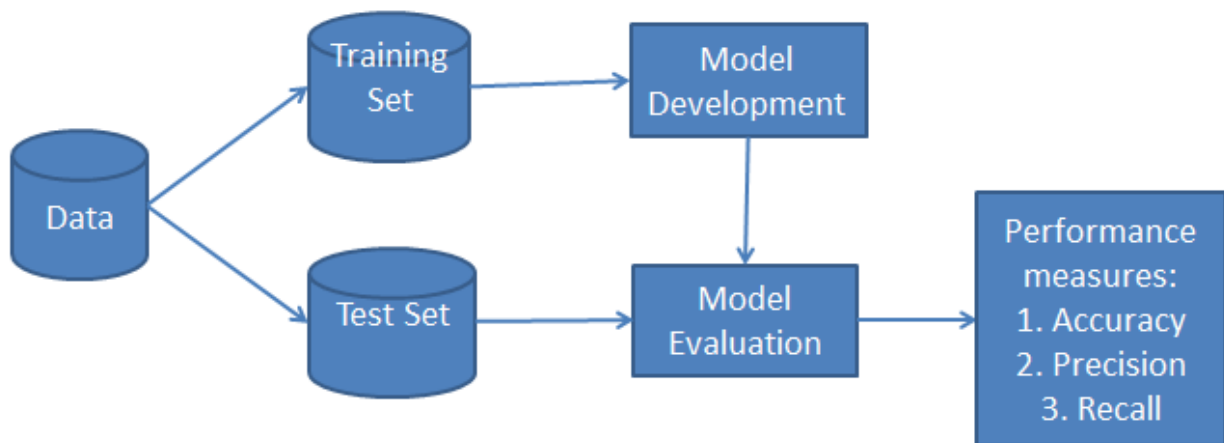 Data
Training
Set
Model
Development
Test Set
Model
Evaluation
Performance
measures:
1. Accuracy
2. Precision
3. Recall